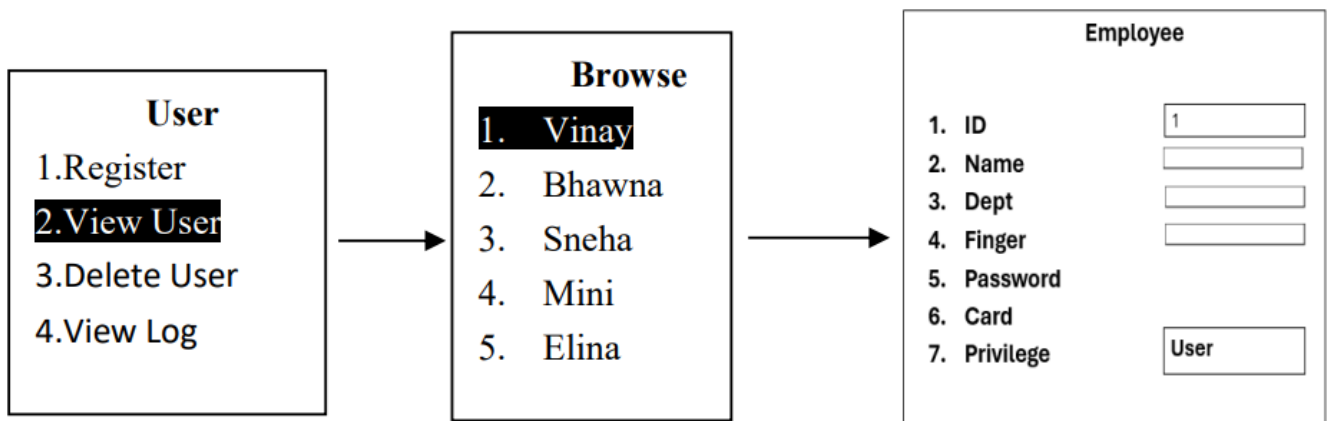 User
1.Register
2.View User
3.Delete User
4.View Log
Browse
1. Vinay
2. Bhawna
3. Sneha
4. Mini
5. Elina
Employee
1. ID 1
2. Name
3. Dept
4. Finger
5. Password
6. Card
7. Privilege User